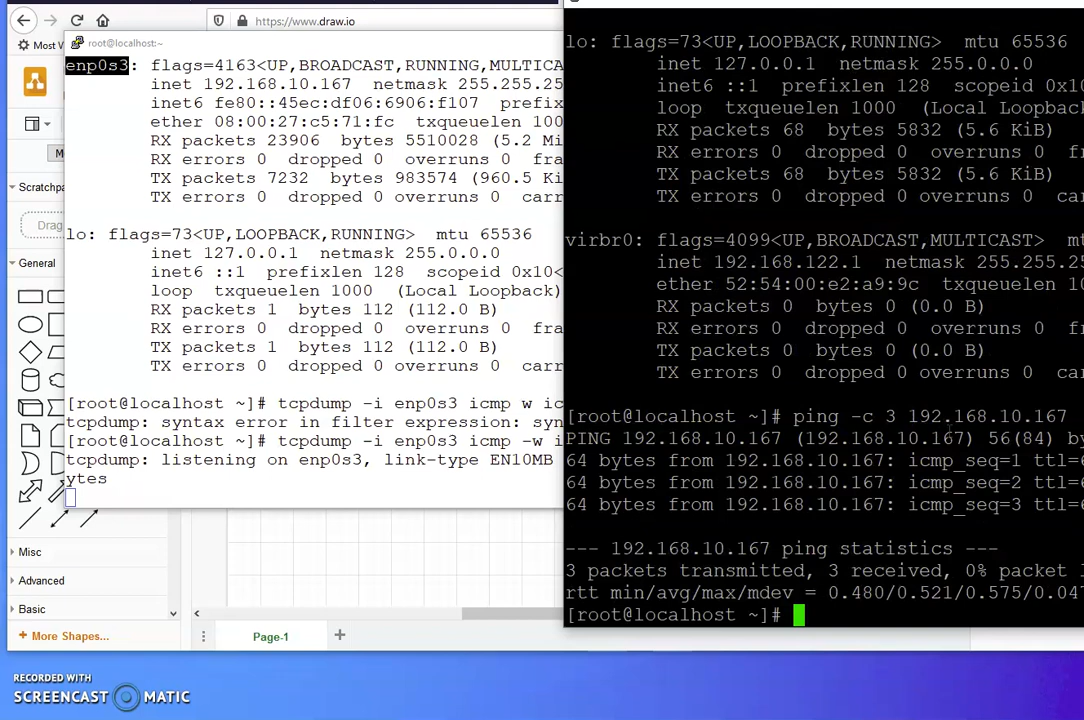 https://www.draw.io
Most V
root@localhost:~
enp0s3: flags=4163<UP,BROADCAST,RUNNING,MULTICA
inet 192.168.10.167 netmask 255.255.25
inet6 fe80::45ec:df06:6906:f107 prefix
ether 08:00:27:c5:71:fc txqueuelen 100
RX packets 23906 bytes 5510028 (5.2 Mi
RX errors 0 dropped 0 overruns 0 fra
TX packets 7232 bytes 983574 (960.5 K
TX errors 0 dropped 0 overruns 0 carr
lo: flags=73<UP,LOOPBACK,RUNNING> mtu 65536
inet 127.0.0.1 netmask 255.0.0.0
inet6 ::1 prefixlen 128 scopeid 0x10<
loop txqueuelen 1000 (Local Loopback)
RX packets 1 bytes 112 (112.0 B)
RX errors 0 dropped 0 overruns 0 fra
TX packets 1 bytes 112 (112.0 B)
TX errors 0 dropped 0 overruns 0 carr
[root@localhost ~]# tcpdump -i enp0s3 icmp w ic
tcpdump: syntax error in filter expression: syn
[root@localhost ~]# tcpdump -i enp0s3 icmp -w i
tcpdump: listening on enp0s3, link-type EN10MB
ytes
lo: flags=73<UP,LOOPBACK,RUNNING> mtu 65536
inet 127.0.0.1 netmask 255.0.0.0
inet6 ::1 prefixlen 128 scopeid 0x10
loop txqueuelen 1000 (Local Loopbac
RX packets 68 bytes 5832 (5.6 KiB)
RX errors 0 dropped 0 overruns 0 fr
TX packets 68 bytes 5832 (5.6 KiB)
TX errors 0 dropped 0 overruns 0 car
virbr0: flags=4099<UP,BROADCAST,MULTICAST> mt
inet 192.168.122.1 netmask 255.255.25
ether 52:54:00:e2:a9:9c txqueuelen 10
RX packets 0 bytes 0 (0.0 B)
RX errors 0 dropped 0 overruns 0 fr
TX packets 0 bytes 0 (0.0 B)
TX errors 0 dropped 0 overruns 0 car
[root@localhost ~]# ping -c 3 192.168.10.167
PING 192.168.10.167 (192.168.10.167) 56(84) by
64 bytes from 192.168.10.167: icmp_seq=1 ttl=6
64 bytes from 192.168.10.167: icmp_seq=2 ttl=6
64 bytes from 192.168.10.167: icmp_seq=3 ttl=6
--- 192.168.10.167 ping statistics ---
3 packets transmitted, 3 received, 0% packet l
rtt min/avg/max/mdev = 0.480/0.521/0.575/0.047
[root@localhost ~]#
Scratchpa
Drag
General
Misc
Advanced
Basic
+ More Shapes...
Page-1
RECORDED WITH
SCREENCAST MATIC